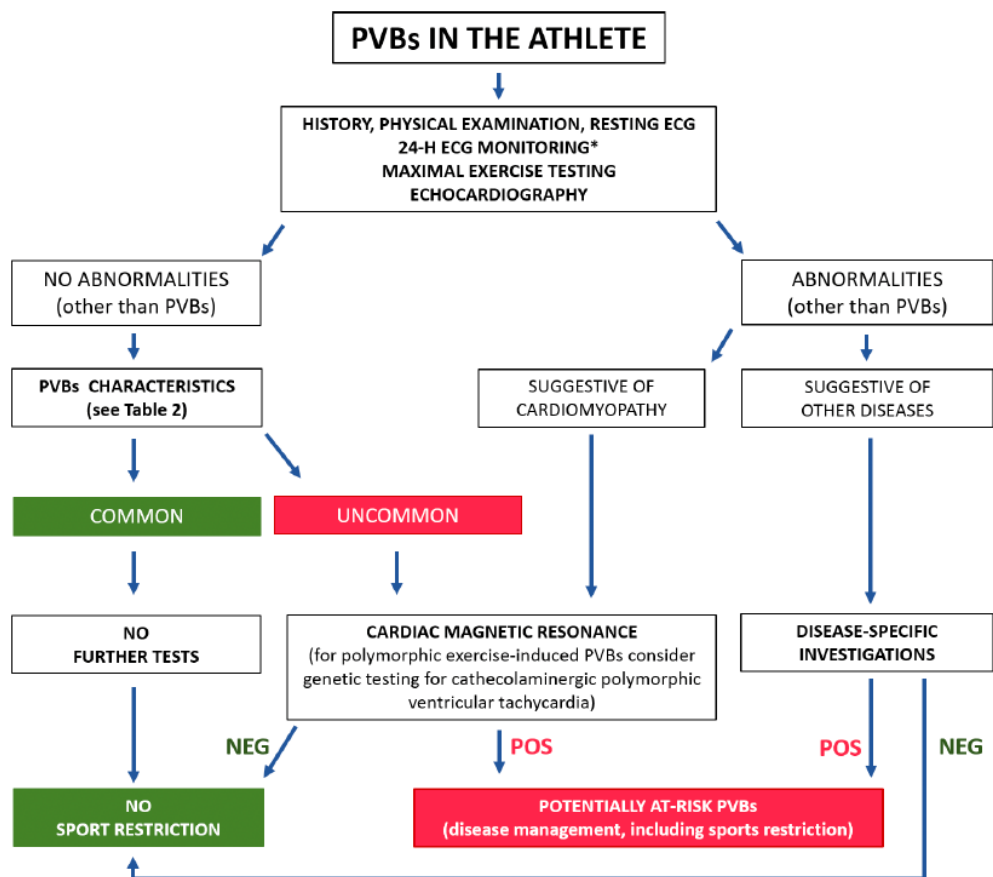 PVBs IN THE ATHLETE
HISTORY, PHYSICAL EXAMINATION, RESTING ECG
24-H ECG MONITORING*
MAXIMAL EXERCISE TESTING
ECHOCARDIOGRAPHY
NO ABNORMALITIES
(other than PVBs)
ABNORMALITIES
(other than PVBs)
PVBs CHARACTERISTICS
(see Table 2)
SUGGESTIVE OF
CARDIOMYOPATHY
SUGGESTIVE OF
OTHER DISEASES
COMMON
UNCOMMON
NO
FURTHER TESTS
CARDIAC MAGNETIC RESONANCE
(for polymorphic exercise-induced PVBs consider
genetic testing for cathecolaminergic polymorphic
ventricular tachycardia)
DISEASE-SPECIFIC
INVESTIGATIONS
NEG
POS
POS
NEG
NO
SPORT RESTRICTION
POTENTIALLY AT-RISK PVBs
(disease management, including sports restriction)